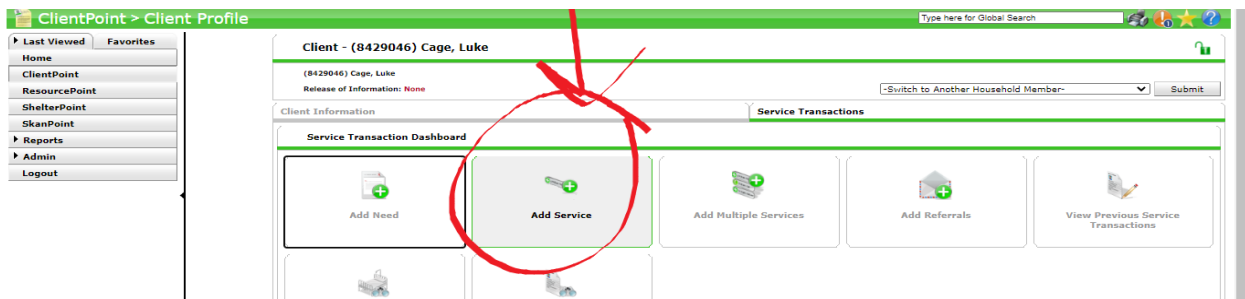 ClientPoint > Client Profile
Type here for Global Search
Last Viewed Favorites
Home
ClientPoint
ResourcePoint
ShelterPoint
SkanPoint
Reports
Admin
Logout
Client - (8429046) Cage, Luke
(8429046) Cage, Luke
Release of Information: None
-Switch to Another Household Member-
Submit
Client Information
Service Transactions
Service Transaction Dashboard
Add Need
Add Service
Add Multiple Services
Add Referrals
View Previous Service
Transactions